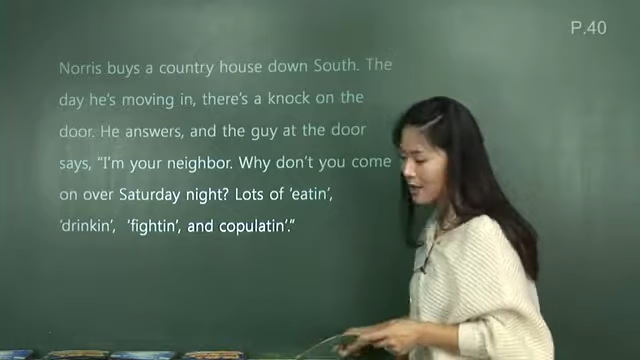 P.40
Norris buys a country house down South. The
day he's moving in, there's a knock on the
door. He answers, and the guy at the door
says, “I'm your neighbor. Why don't you come
on over Saturday night? Lots of ‘eatin’,
‘drinkin’,  ‘fightin’, and copulatin’.”